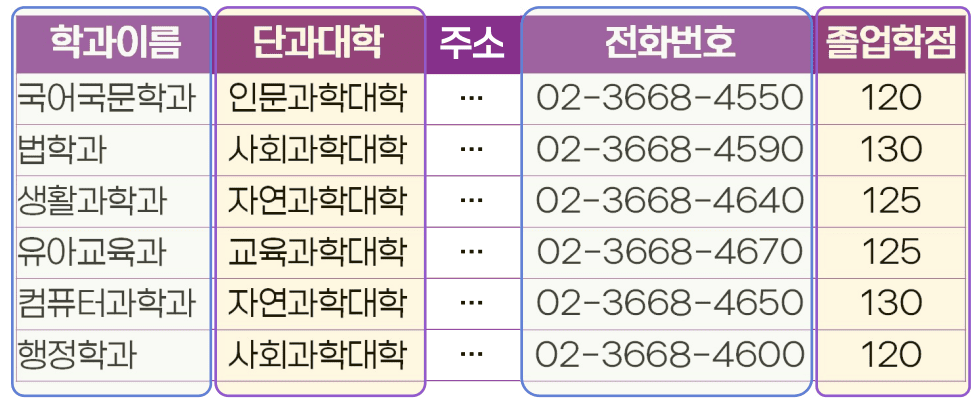 학과이름 단과대학 주소 전화번호 졸업학점
국어국문학과 인문과학대학 ··· 02-3668-4550 120
법학과 사회과학대학 ··· 02-3668-4590 130
생활과학과 자연과학대학 ··· 02-3668-4640 125
유아교육과 교육과학대학 ··· 02-3668-4670 125
컴퓨터과학과 자연과학대학 ··· 02-3668-4650 130
행정학과 사회과학대학 ··· 02-3668-4600 120